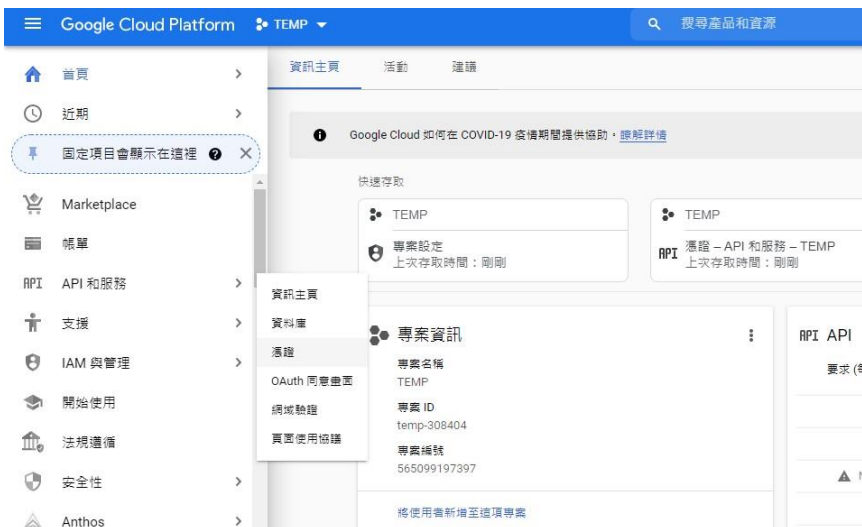 Google Cloud Platform
TEMP
搜尋產品和資源
首頁
近期
固定項目會顯示在這裡
Marketplace
帳單
API 和服務
支援
IAM 與管理
開始使用
法規遵循
安全性
Anthos
資訊主頁
資料庫
憑證
OAuth 同意畫面
網域驗證
頁面使用協議
資訊主頁
活動
建議
Google Cloud 如何在 COVID-19 疫情期間提供協助。瞭解詳情
快速存取
TEMP
專案設定
上次存取時間：剛剛
TEMP
API
憑證 – API 和服務 – TEMP
上次存取時間：剛剛
專案資訊
專案名稱
TEMP
專案 ID
temp-308404
專案編號
565099197397
將使用者新增至這項專案
API API
要求